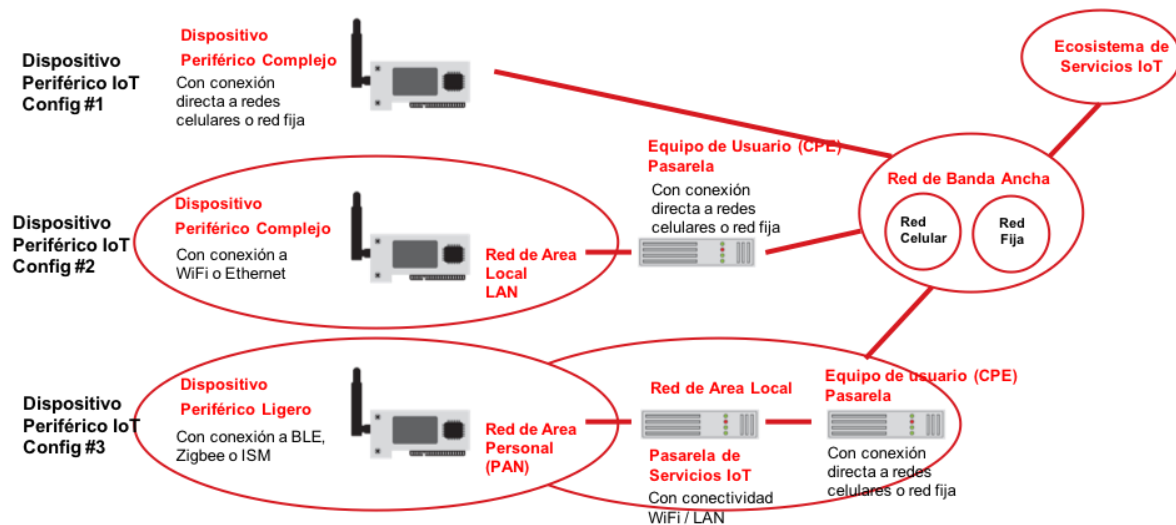 Dispositivo
Periférico IoT
Config #1
Dispositivo
Periférico Complejo
Con conexión
directa a redes
celulares o red fija
Ecosistema de
Servicios IoT
Equipo de Usuario (CPE)
Pasarela
Con conexión
directa a redes
celulares o red fija
Red de Banda Ancha
Red
Celular
Red
Fija
Dispositivo
Periférico IoT
Config #2
Dispositivo
Periférico Complejo
Con conexión a
WiFi o Ethernet
Red de Area
Local
LAN
Dispositivo
Periférico IoT
Config #3
Dispositivo
Periférico Ligero
Con conexión a BLE,
Zigbee o ISM
Red de Area
Personal
(PAN)
Red de Area Local
Pasarela de
Servicios IoT
Con conectividad
WiFi / LAN
Equipo de usuario (CPE)
Pasarela
Con conexión
directa a redes
celulares o red fija